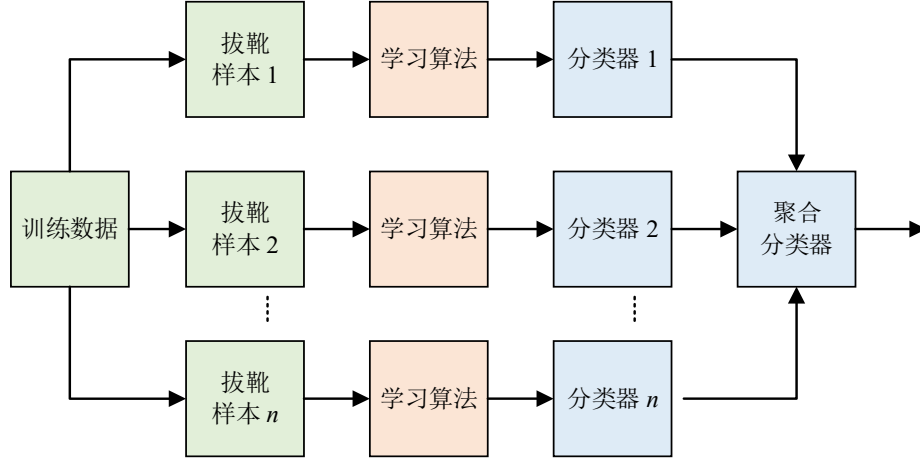 拔靴
样本 1
学习算法
分类器 1
训练数据
拔靴
样本 2
学习算法
分类器 2
聚合
分类器
拔靴
样本 n
学习算法
分类器 n